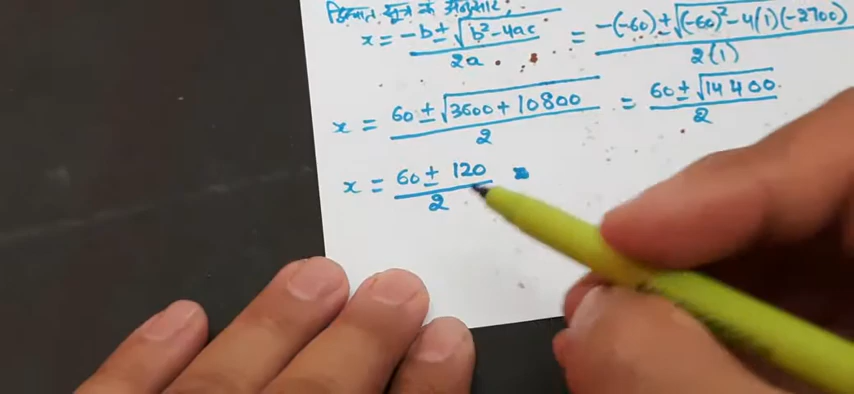 द्विघात सूत्र के अनुसार,
x = -b ± √b² - 4ac / 2a = -(-60) ± √(-60)² - 4(1)(-2700) / 2(1)
x = 60 ± √3600 + 10800 / 2 = 60 ± √14400 / 2
x = 60 ± 120 / 2